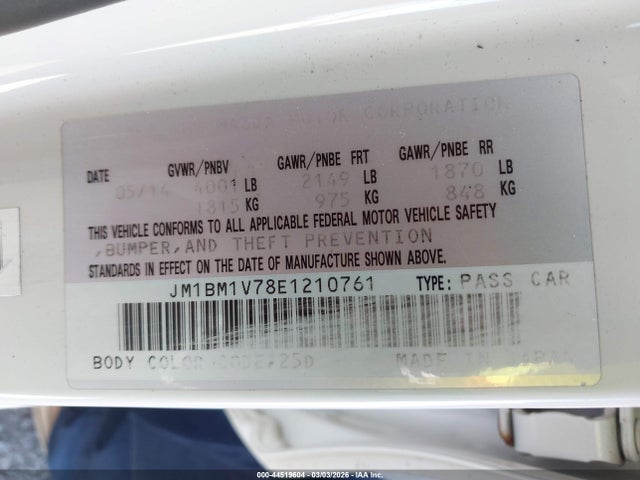 MAZDA MOTOR CORPORATION
DATE GVWR/PNBV GAWR/PNBE FRT GAWR/PNBE RR
05/14 4001 LB 2149 LB 1870 LB
1815 KG 975 KG 848 KG
THIS VEHICLE CONFORMS TO ALL APPLICABLE FEDERAL MOTOR VEHICLE SAFETY
,BUMPER,AND THEFT PREVENTION
STANDARDS IN EFFECT ON THE DATE OF MANUFACTURE SHOWN ABOVE.
JM1BM1V78E1210761 TYPE: PASS CAR
BODY COLOR CODE,25D MADE IN JAPAN
00-44519604 - 03/03/2026 - IAAI Inc.